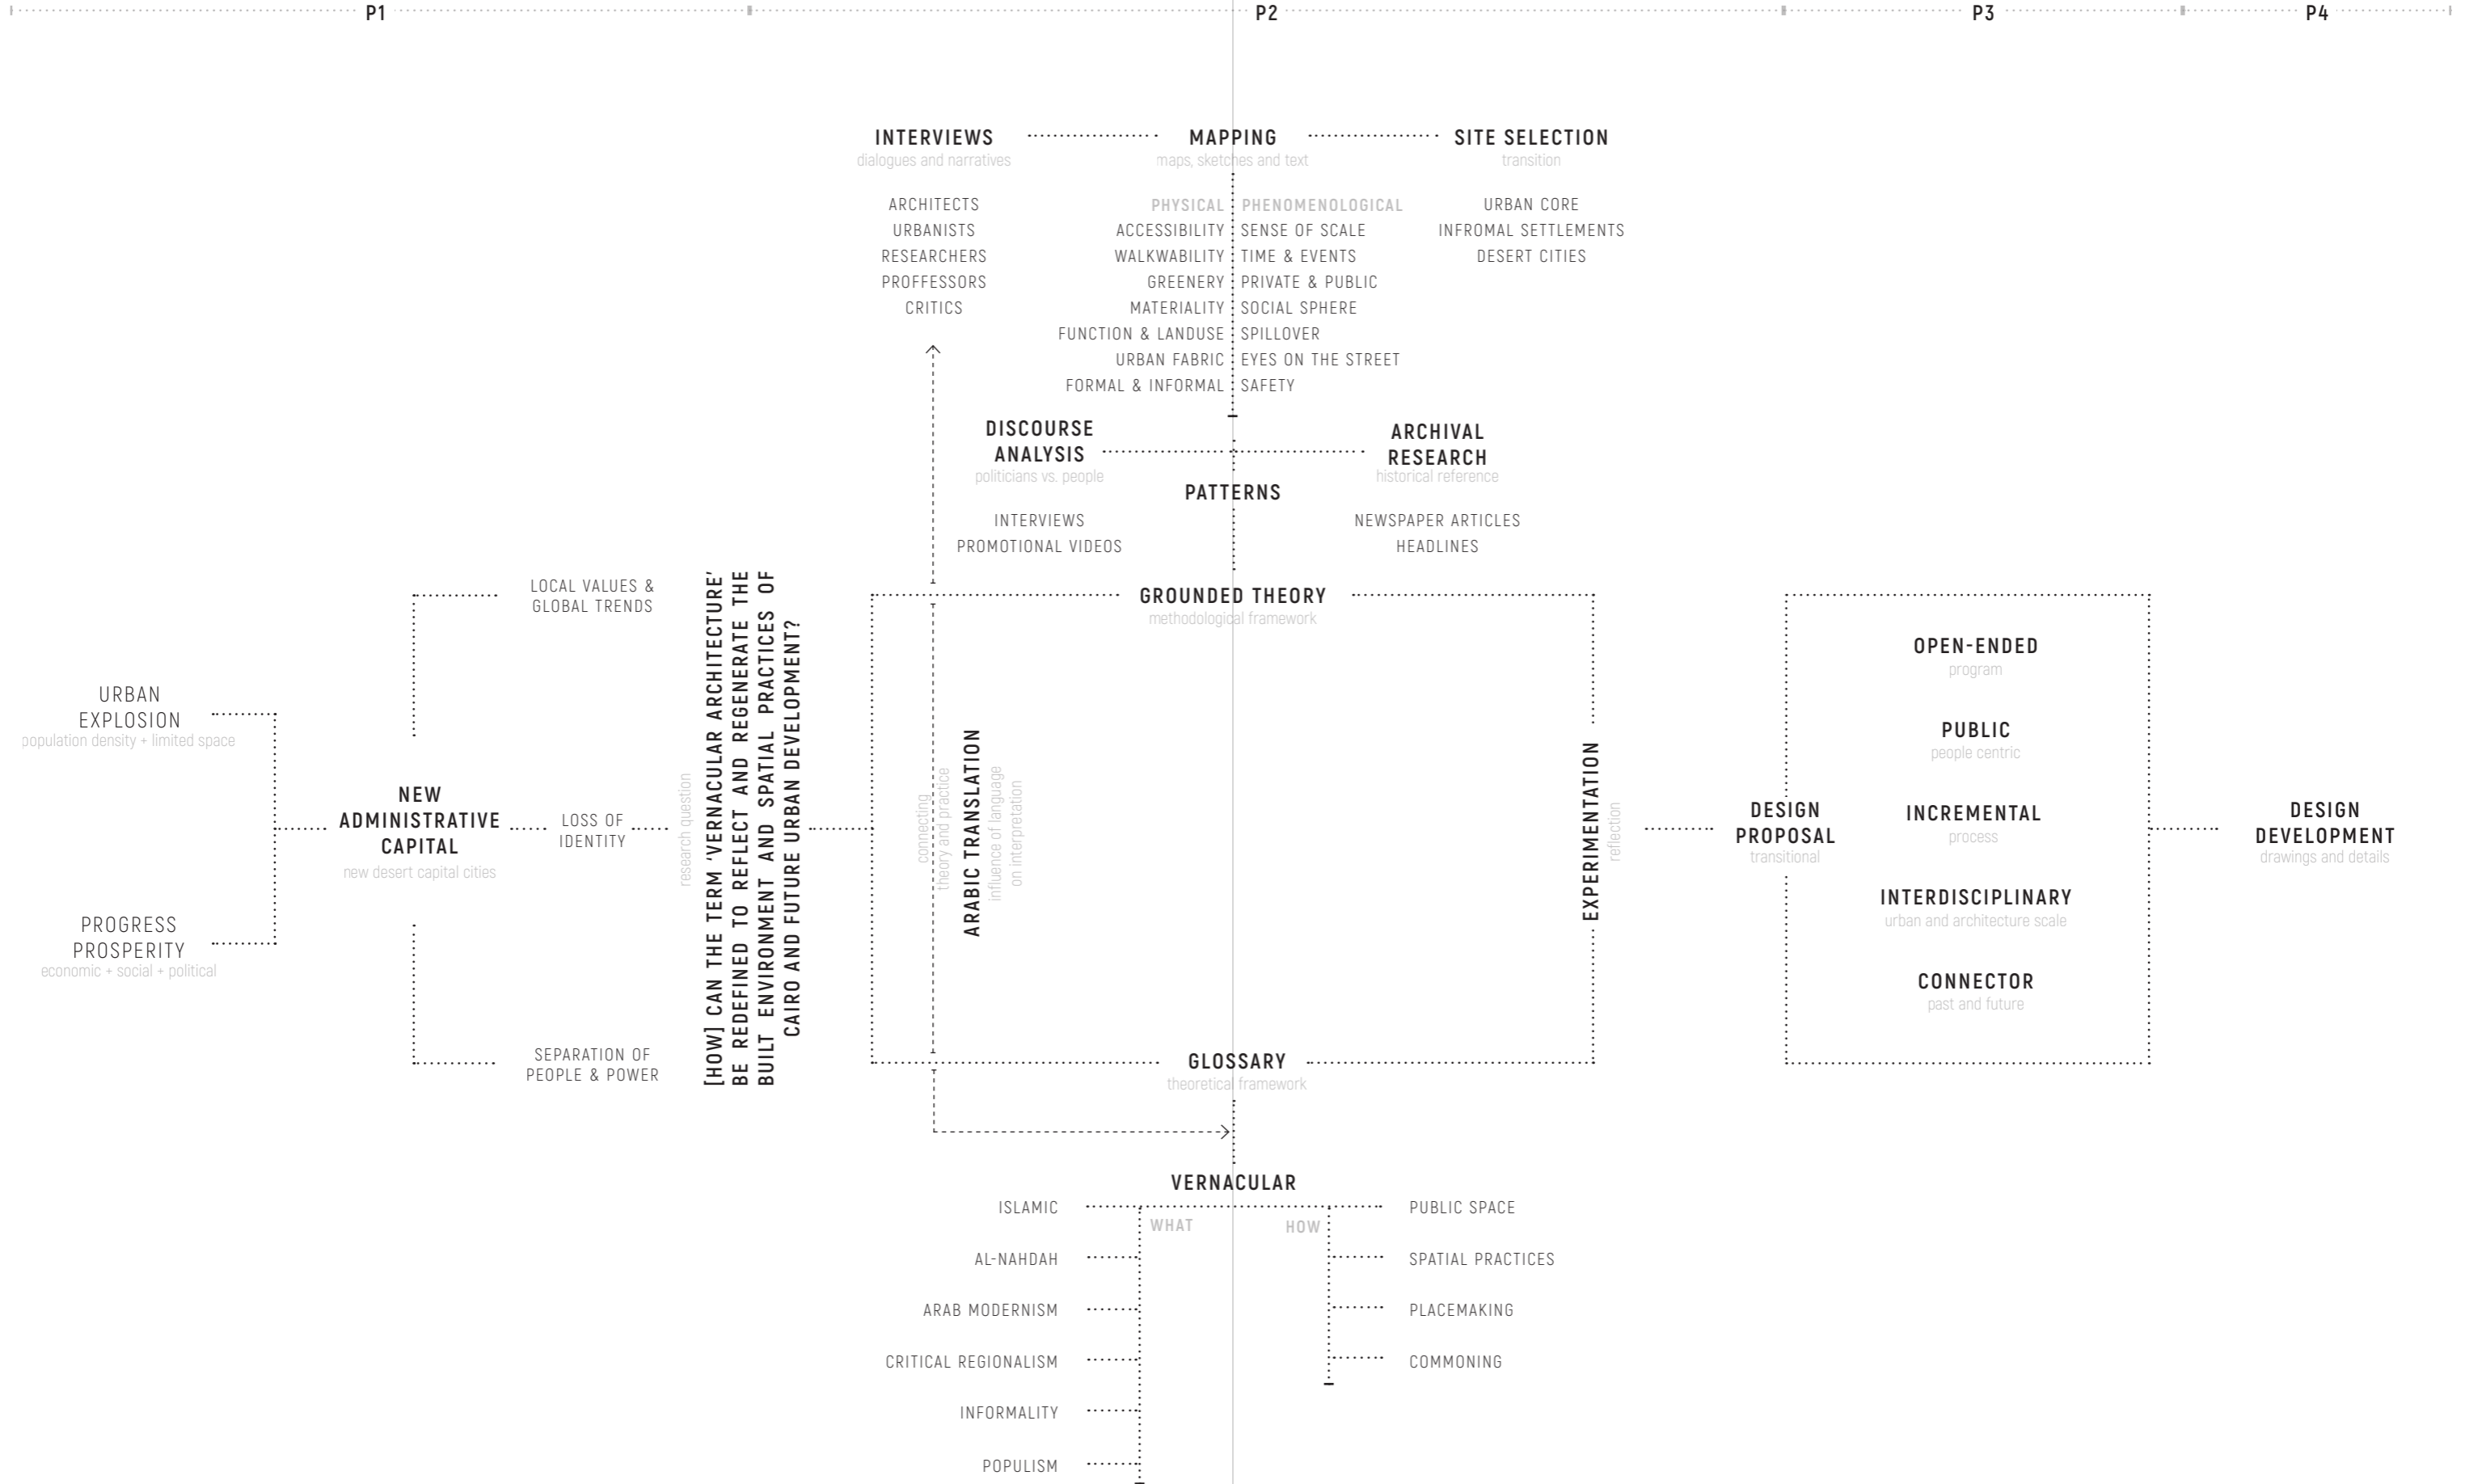 P1
P2
P3
P4
URBAN
EXPLOSION
population density + limited space
PROGRESS
PROSPERITY
economic + social + political
NEW
ADMINISTRATIVE
CAPITAL
new desert capital cities
LOCAL VALUES &
GLOBAL TRENDS
LOSS OF
IDENTITY
SEPARATION OF
PEOPLE & POWER
research question
[HOW] CAN THE TERM ‘VERNACULAR ARCHITECTURE’
BE REDEFINED TO REFLECT AND REGENERATE THE
BUILT ENVIRONMENT AND SPATIAL PRACTICES OF
CAIRO AND FUTURE URBAN DEVELOPMENT?
INTERVIEWS
dialogues and narratives
ARCHITECTS
URBANISTS
RESEARCHERS
PROFFESSORS
CRITICS
MAPPING
maps, sketches and text
PHYSICAL
ACCESSIBILITY
WALKWABILITY
GREENERY
MATERIALITY
FUNCTION & LANDUSE
URBAN FABRIC
FORMAL & INFORMAL
PHENOMENOLOGICAL
SENSE OF SCALE
TIME & EVENTS
PRIVATE & PUBLIC
SOCIAL SPHERE
SPILLOVER
EYES ON THE STREET
SAFETY
SITE SELECTION
transition
URBAN CORE
INFROMAL SETTLEMENTS
DESERT CITIES
DISCOURSE
ANALYSIS
politicians vs. people
INTERVIEWS
PROMOTIONAL VIDEOS
PATTERNS
ARCHIVAL
RESEARCH
historical reference
NEWSPAPER ARTICLES
HEADLINES
GROUNDED THEORY
methodological framework
connecting
theory and practice
ARABIC TRANSLATION
influence of language
on interpretation
EXPERIMENTATION
reflection
GLOSSARY
theoretical framework
VERNACULAR
WHAT
ISLAMIC
AL-NAHDAH
ARAB MODERNISM
CRITICAL REGIONALISM
INFORMALITY
POPULISM
HOW
PUBLIC SPACE
SPATIAL PRACTICES
PLACEMAKING
COMMONING
DESIGN
PROPOSAL
transitional
OPEN-ENDED
program
PUBLIC
people centric
INCREMENTAL
process
INTERDISCIPLINARY
urban and architecture scale
CONNECTOR
past and future
DESIGN
DEVELOPMENT
drawings and details